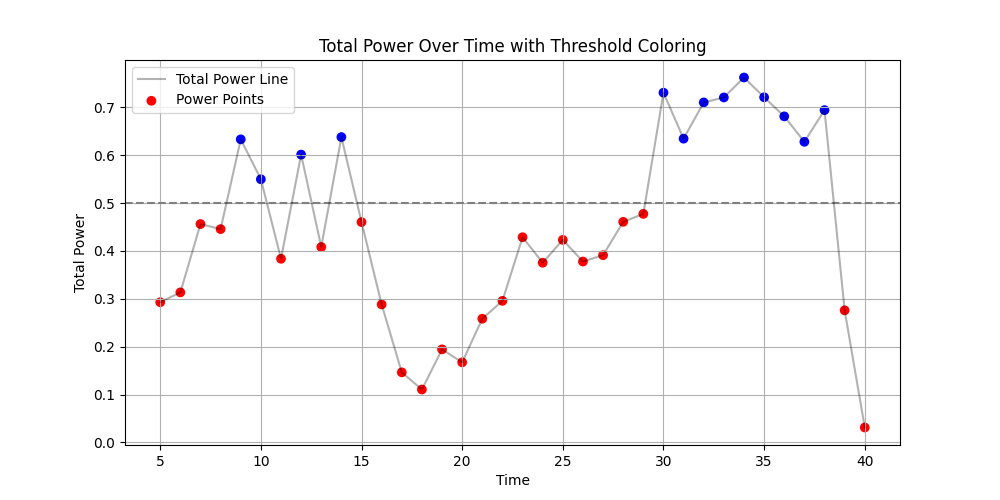 Total Power Over Time with Threshold Coloring
Total Power Line
Power Points
Total Power
0.7
0.6
0.5
0.4
0.3
0.2
0.1
0.0
5 10 15 20 25 30 35 40
Time